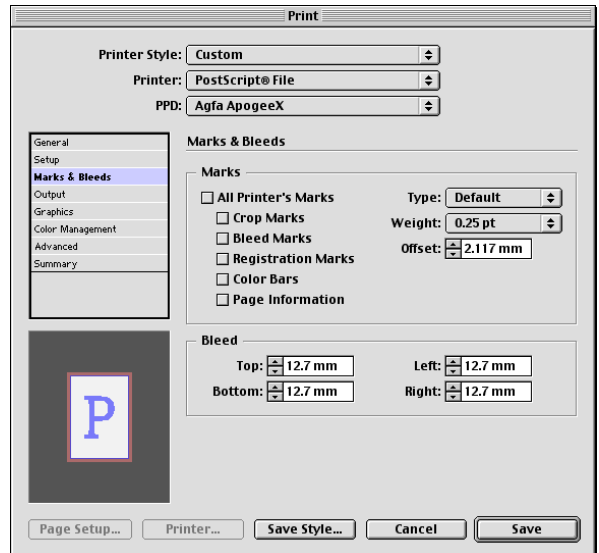 Print
Printer Style: Custom
Printer: PostScript® File
PPD: Agfa ApogeeX
General
Setup
Marks & Bleeds
Output
Graphics
Color Management
Advanced
Summary
Marks & Bleeds
Marks
All Printer's Marks
Crop Marks
Bleed Marks
Registration Marks
Color Bars
Page Information
Type: Default
Weight: 0.25 pt
Offset: 2.117 mm
Bleed
Top: 12.7 mm Left: 12.7 mm
Bottom: 12.7 mm Right: 12.7 mm
P
Page Setup... Printer... Save Style... Cancel Save